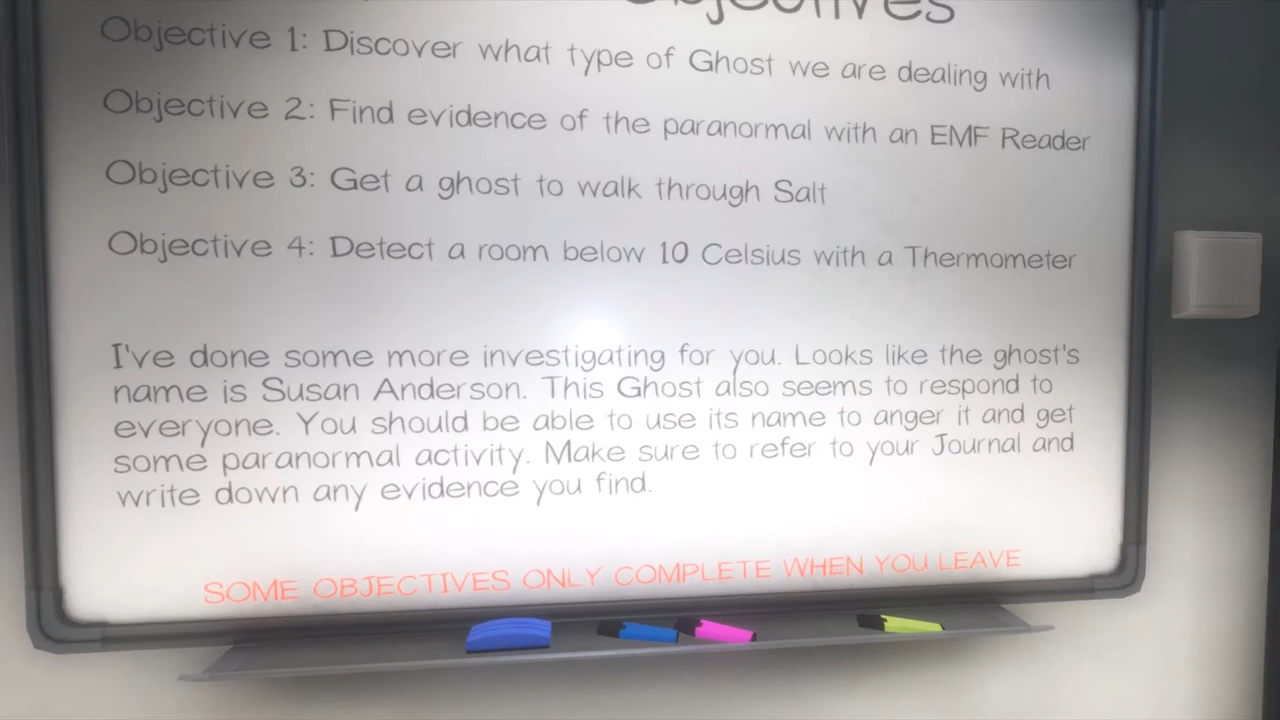 Objectives
Objective 1: Discover what type of Ghost we are dealing with
Objective 2: Find evidence of the paranormal with an EMF Reader
Objective 3: Get a ghost to walk through Salt
Objective 4: Detect a room below 10 Celsius with a Thermometer
I've done some more investigating for you. Looks like the ghost's
name is Susan Anderson. This Ghost also seems to respond to
everyone. You should be able to use its name to anger it and get
some paranormal activity. Make sure to refer to your Journal and
write down any evidence you find.
SOME OBJECTIVES ONLY COMPLETE WHEN YOU LEAVE